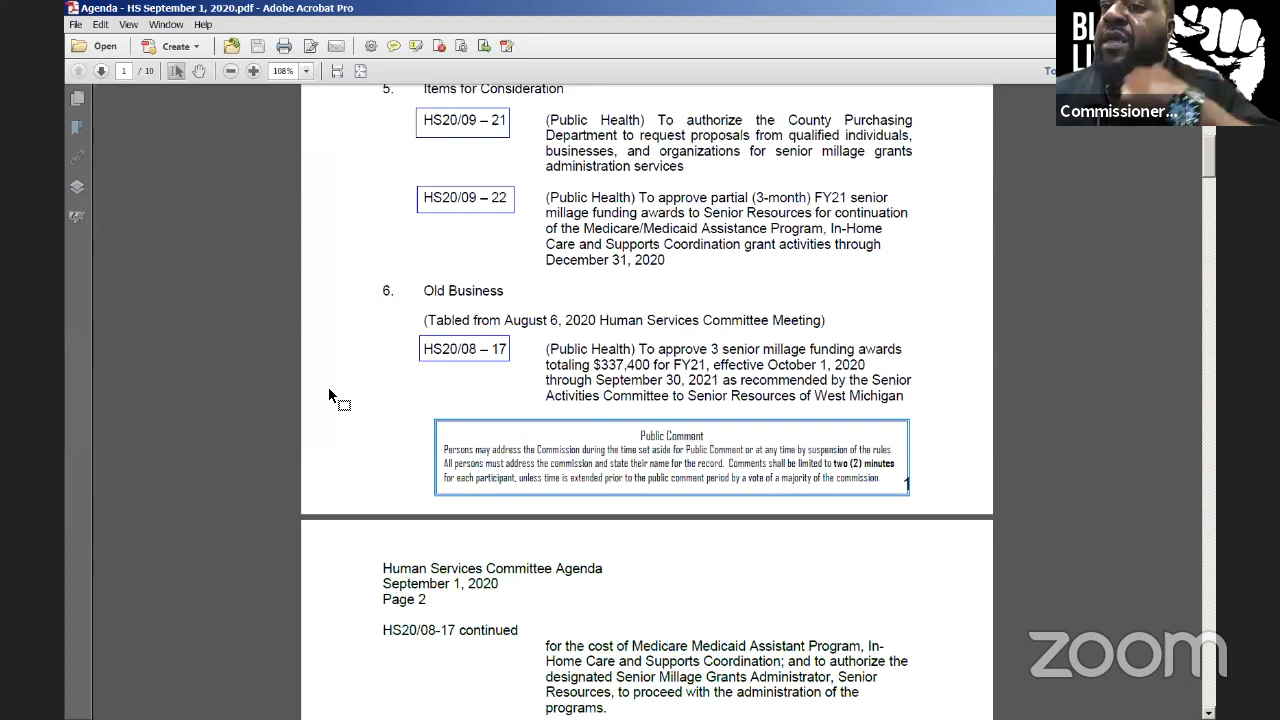 Agenda - HS September 1, 2020.pdf - Adobe Acrobat Pro
File Edit View Window Help
Open Create
1 / 10 108% To
5. Items for Consideration
HS20/09 – 21 (Public Health) To authorize the County Purchasing
Department to request proposals from qualified individuals,
businesses, and organizations for senior millage grants
administration services
HS20/09 – 22 (Public Health) To approve partial (3-month) FY21 senior
millage funding awards to Senior Resources for continuation
of the Medicare/Medicaid Assistance Program, In-Home
Care and Supports Coordination grant activities through
December 31, 2020
6. Old Business
(Tabled from August 6, 2020 Human Services Committee Meeting)
HS20/08 – 17 (Public Health) To approve 3 senior millage funding awards
totaling $337,400 for FY21, effective October 1, 2020
through September 30, 2021 as recommended by the Senior
Activities Committee to Senior Resources of West Michigan
Public Comment
Persons may address the Commission during the time set aside for Public Comment or at any time by suspension of the rules.
All persons must address the commission and state their name for the record. Comments shall be limited to two (2) minutes
for each participant, unless time is extended prior to the public comment period by a vote of a majority of the commission.
1
Human Services Committee Agenda
September 1, 2020
Page 2
HS20/08-17 continued
for the cost of Medicare Medicaid Assistant Program, In-
Home Care and Supports Coordination; and to authorize the
designated Senior Millage Grants Administrator, Senior
Resources, to proceed with the administration of the
programs.
Commissioner...
zoom